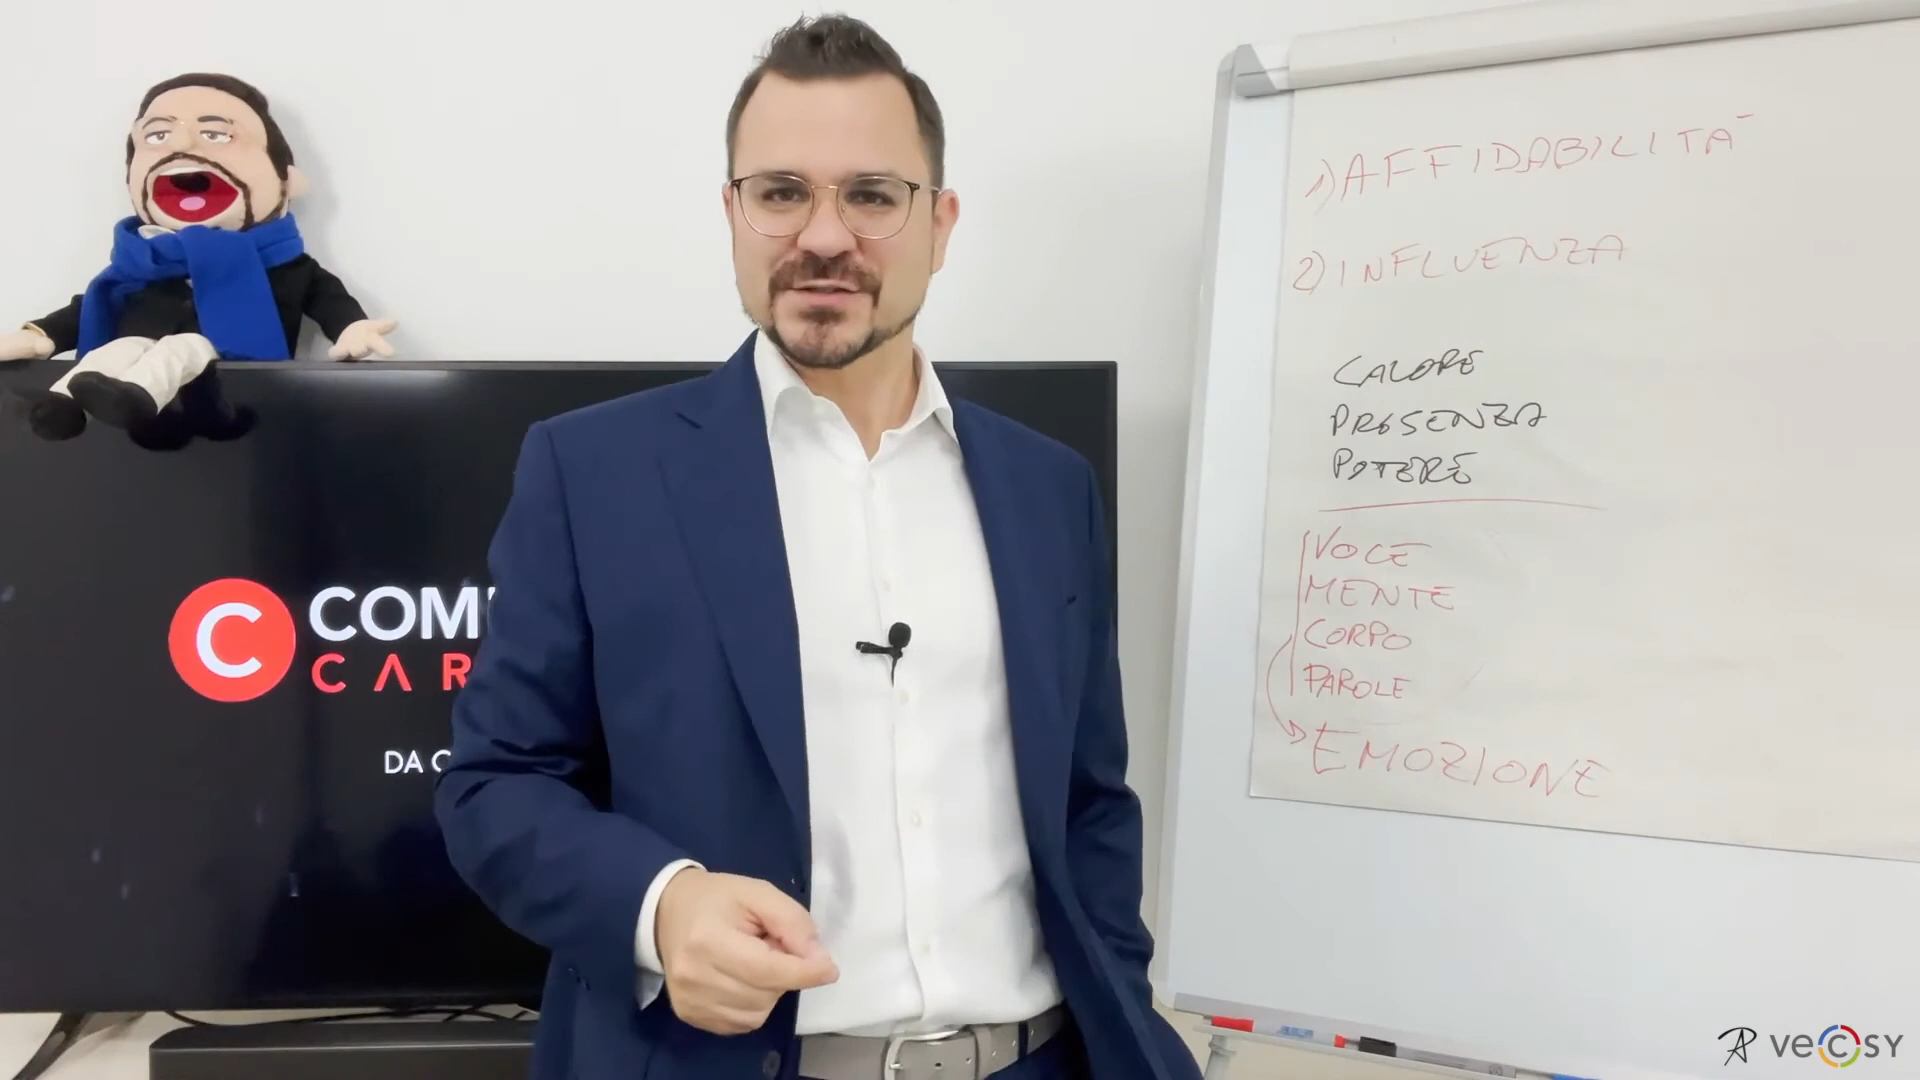 1) AFFIDABILITÀ
2) INFLUENZA
CALORE
PRESENZA
POTERE
VOCE
MENTE
CORPO
PAROLE
EMOZIONE
C COM
CAR
DA C
vecsy